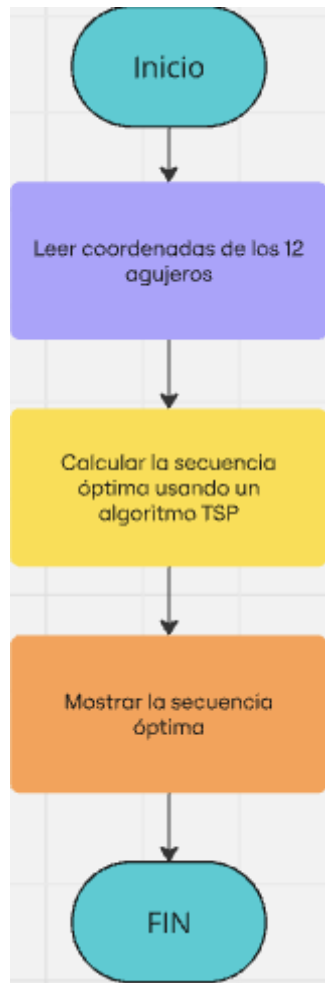 Inicio
Leer coordenadas de los 12
agujeros
Calcular la secuencia
óptima usando un
algoritmo TSP
Mostrar la secuencia
óptima
FIN